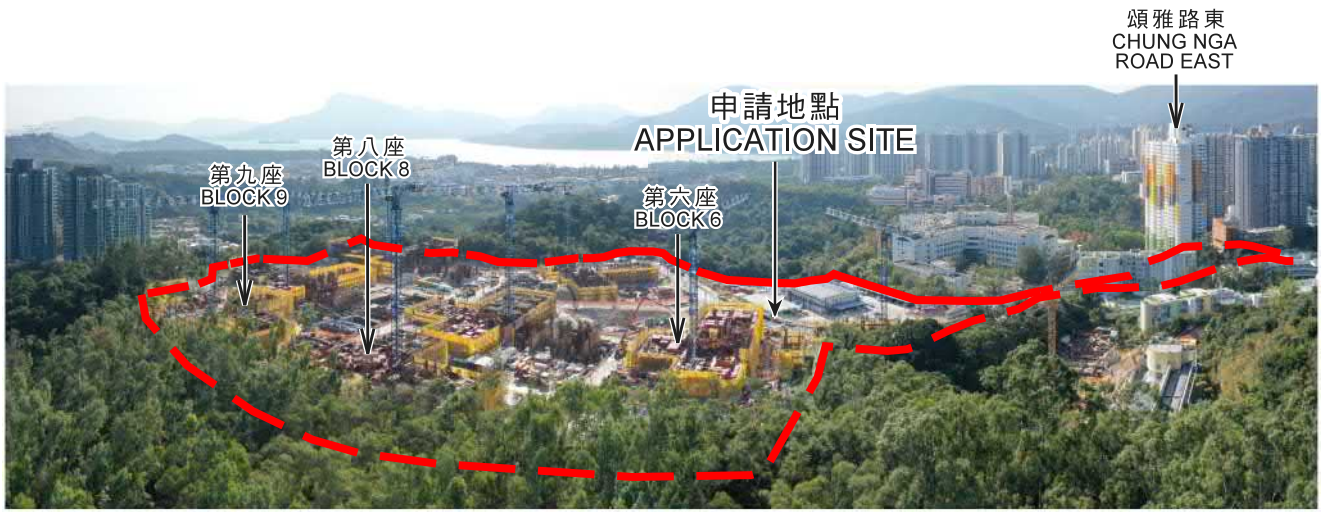 頌雅路東
CHUNG NGA
ROAD EAST
申請地點
APPLICATION SITE
第八座
BLOCK 8
第九座
BLOCK 9
第六座
BLOCK 6